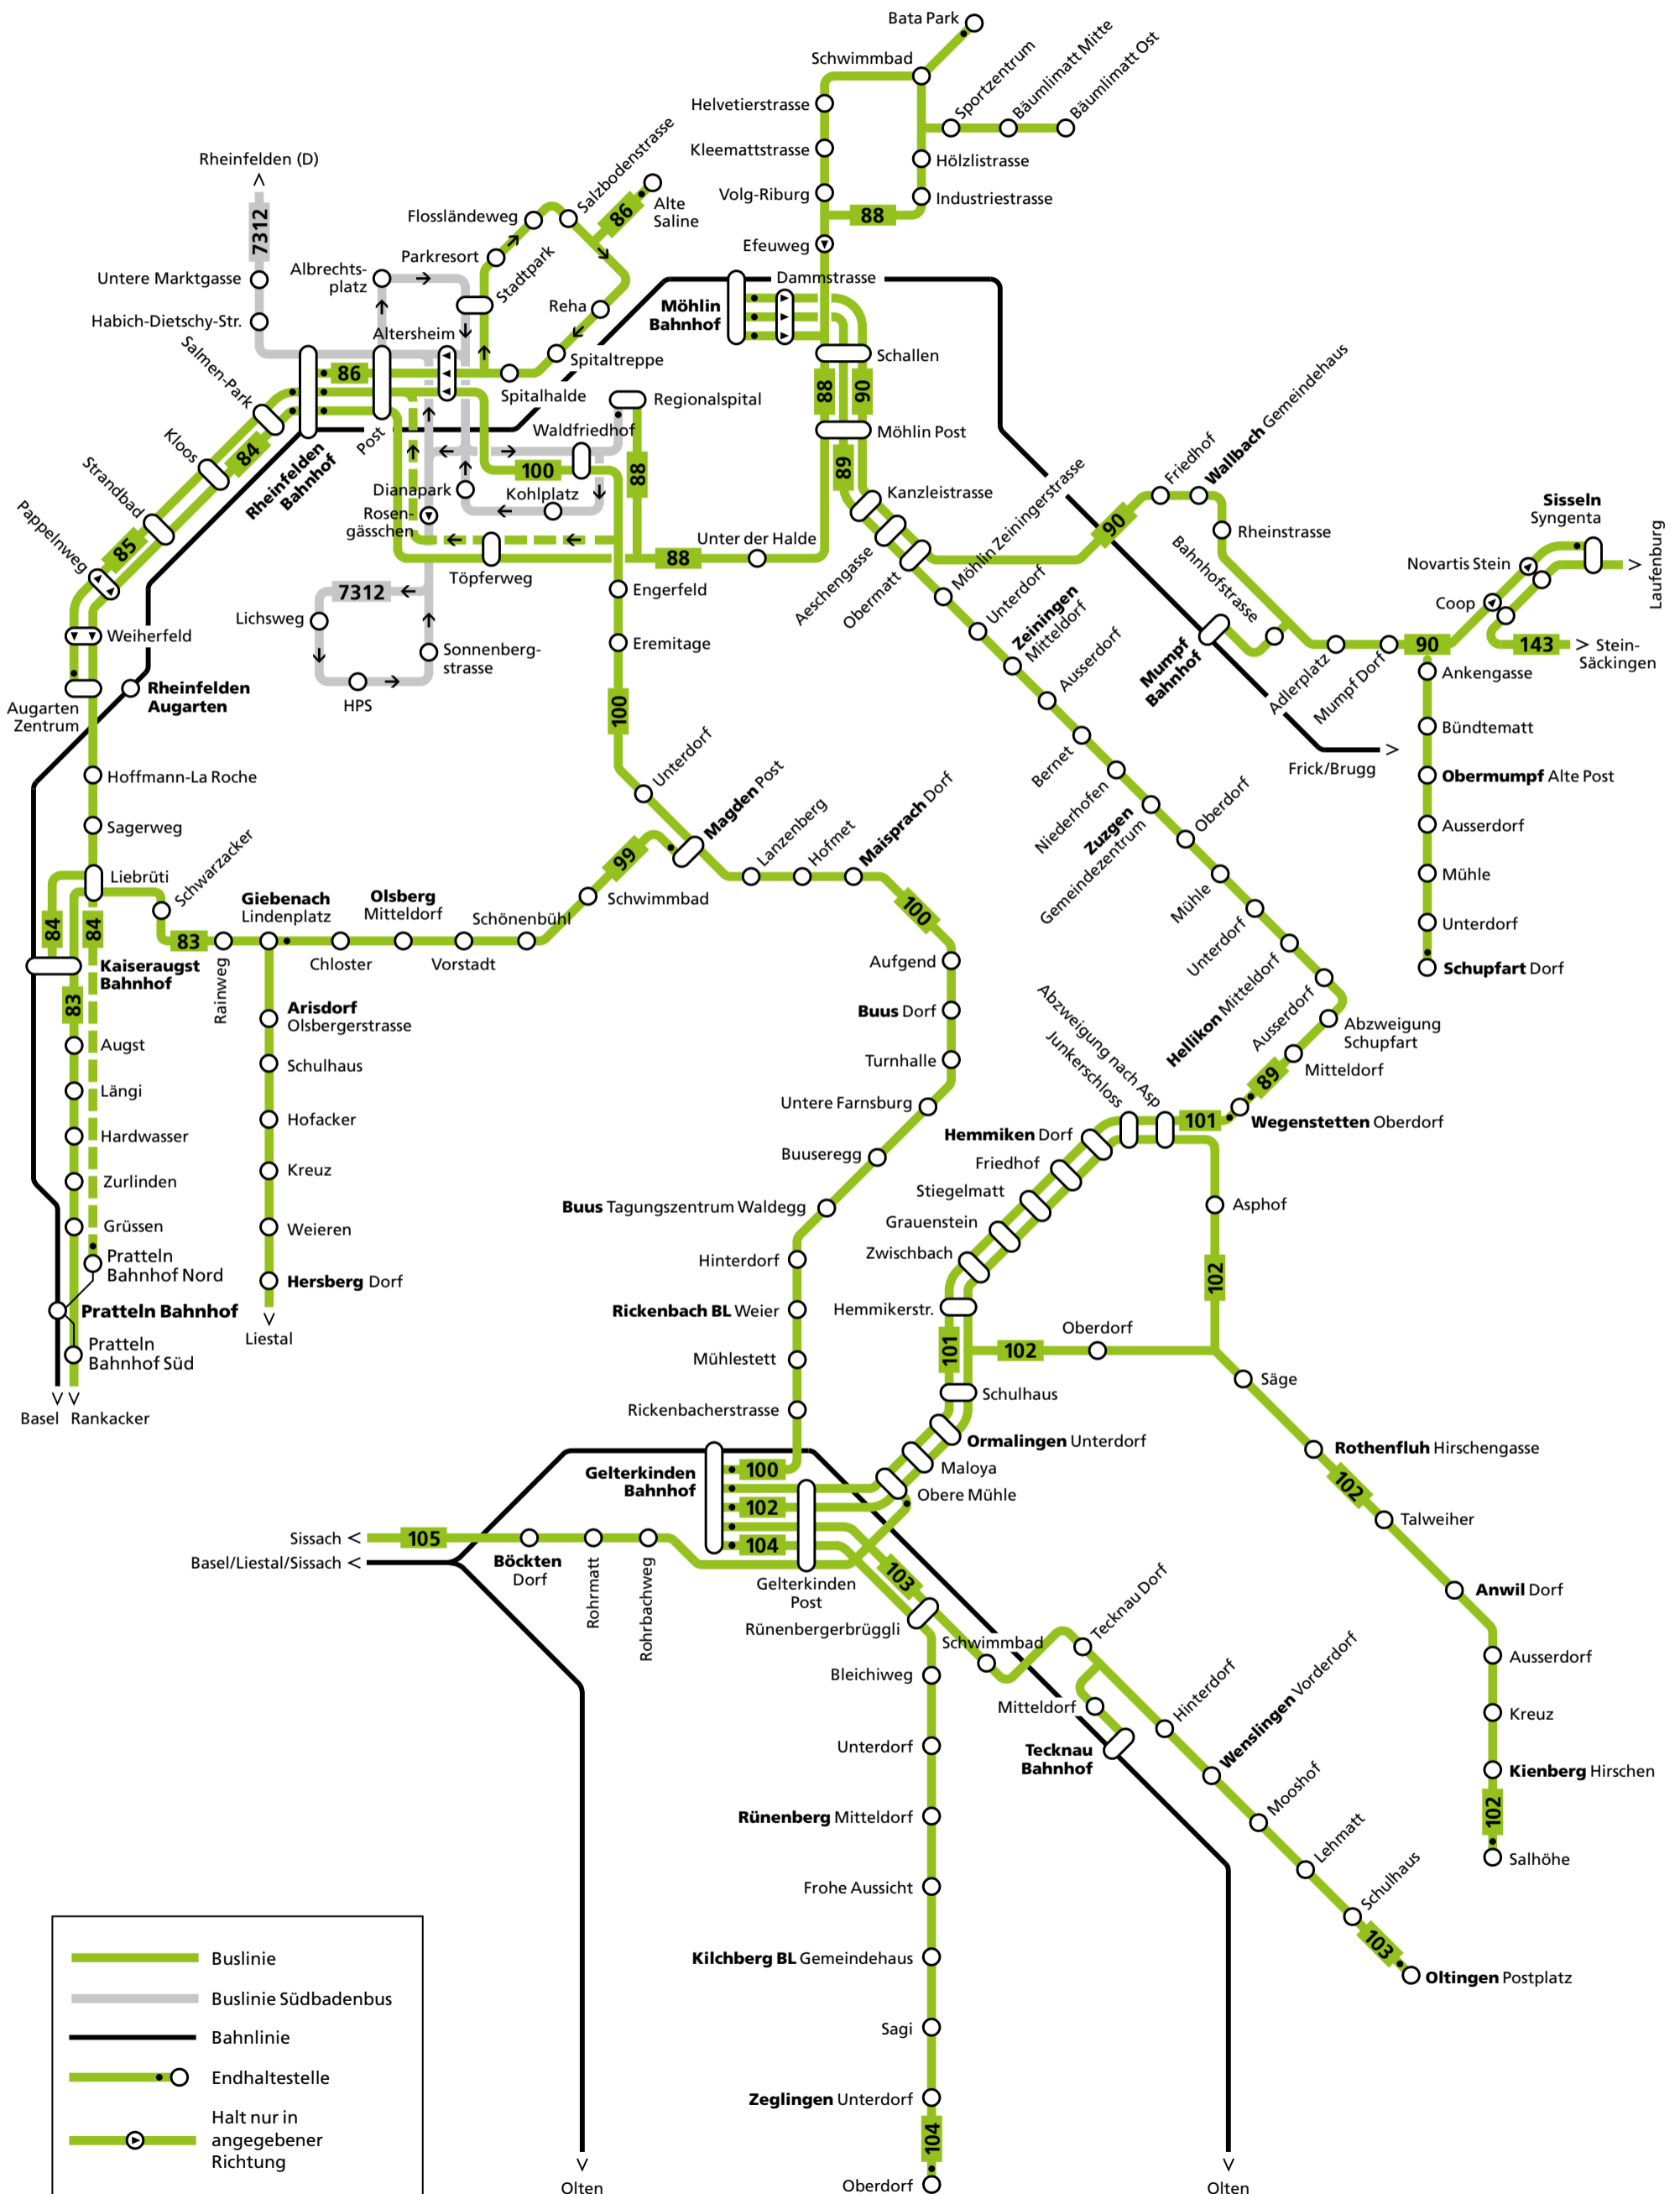 Bata Park
Schwimmbad
Sportzentrum
Bäumlimatt Mitte
Bäumlimatt Ost
Helvetierstrasse
Kleemattstrasse
Hölzlistrasse
Volg-Riburg
Industriestrasse
88
Efeuweg
Rheinfelden (D)
7312
Untere Marktgasse
Habich-Dietschy-Str.
Albrechts-
platz
Altersheim
Flossländeweg
Salzbodenstrasse
86
Alte
Saline
Parkresort
Stadtpark
Reha
Spitaltreppe
Spitalhalde
Möhlin
Bahnhof
Dammstrasse
Schallen
88
90
Möhlin Post
89
Kanzleistrasse
Aeschengasse
Obermatt
Möhlin Zeiningerstrasse
Salmen-Park
86
Kloos
84
Strandbad
Pappelnweg
85
Rheinfelden
Bahnhof
Post
Regionalspital
Waldfriedhof
100
88
Dianapark
Kohlplatz
Rosen-
gässchen
Töpferweg
88
Unter der Halde
7312
Lichsweg
Sonnenberg-
strasse
HPS
Engerfeld
Eremitage
100
Weiherfeld
Augarten
Zentrum
Rheinfelden
Augarten
Hoffmann-La Roche
Sagerweg
Liebrüti
Schwarzacker
84
84
83
Kaiseraugst
Bahnhof
83
Rainweg
Giebenach
Lindenplatz
Olsberg
Mitteldorf
Chloster
Vorstadt
Schönenbühl
Schwimmbad
99
Unterdorf
Magden Post
Lanzenberg
Hofmet
Maisprach Dorf
100
Augst
Längi
Hardwasser
Zurlinden
Grüssen
Pratteln
Bahnhof Nord
Pratteln Bahnhof
Pratteln
Bahnhof Süd
Basel
Rankacker
Arisdorf
Olsbergerstrasse
Schulhaus
Hofacker
Kreuz
Weieren
Hersberg Dorf
Liestal
Aufgend
Buus Dorf
Turnhalle
Untere Farnsburg
Buuseregg
Buus Tagungszentrum Waldegg
Hinterdorf
Rickenbach BL Weier
Mühlestett
Rickenbacherstrasse
Friedhof
Wallbach Gemeindehaus
90
Rheinstrasse
Bahnhofstrasse
Mumpf
Bahnhof
Adlerplatz
Mumpf Dorf
90
Coop
Novartis Stein
Sisseln
Syngenta
Laufenburg
143
Stein-
Säckingen
Frick/Brugg
Ankengasse
Bündtematt
Obermumpf Alte Post
Ausserdorf
Mühle
Unterdorf
Schupfart Dorf
Unterdorf
Zeiningen
Mitteldorf
Ausserdorf
Bernet
Niederhofen
Zuzgen
Gemeindezentrum
Oberdorf
Mühle
Unterdorf
Hellikon Mitteldorf
Ausserdorf
Abzweigung
Schupfart
Mitteldorf
89
Wegenstetten Oberdorf
101
Abzweigung nach Asp
Junkerschloss
Hemmiken Dorf
Friedhof
Stiegelmatt
Grauenstein
Zwischbach
Hemmikerstr.
101
102
Oberdorf
Asphof
102
Schulhaus
Ormalingen Unterdorf
Maloya
Obere Mühle
Säge
Rothenfluh Hirschengasse
102
Talweiher
Anwil Dorf
Ausserdorf
Kreuz
Kienberg Hirschen
102
Salhöhe
Gelterkinden
Bahnhof
100
102
104
Gelterkinden
Post
Sissach
105
Basel/Liestal/Sissach
Böckten
Dorf
Rohrmatt
Rohrbachweg
103
Rünenbergerbrüggli
Schwimmbad
Tecknau Dorf
Mitteldorf
Tecknau
Bahnhof
Hinterdorf
Wenslingen Vorderdorf
Mooshof
Lehmatt
Schulhaus
103
Oltingen Postplatz
Bleichiweg
Unterdorf
Rünenberg Mitteldorf
Frohe Aussicht
Kilchberg BL Gemeindehaus
Sagi
Zeglingen Unterdorf
104
Oberdorf
Olten
Olten
Buslinie
Buslinie Südbadenbus
Bahnlinie
Endhaltestelle
Halt nur in
angegebener
Richtung